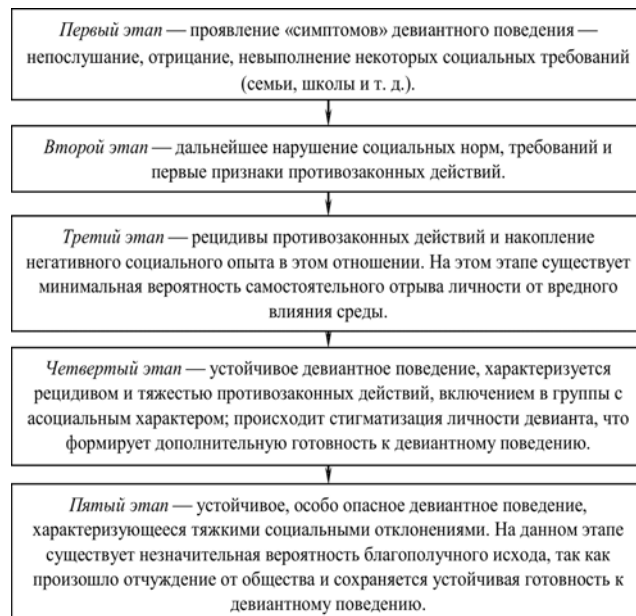 Первый этап — проявление «симптомов» девиантного поведения —
непослушание, отрицание, невыполнение некоторых социальных требований
(семьи, школы и т. д.).
Второй этап — дальнейшее нарушение социальных норм, требований и
первые признаки противозаконных действий.
Третий этап — рецидивы противозаконных действий и накопление
негативного социального опыта в этом отношении. На этом этапе существует
минимальная вероятность самостоятельного отрыва личности от вредного
влияния среды.
Четвертый этап — устойчивое девиантное поведение, характеризуется
рецидивом и тяжестью противозаконных действий, включением в группы с
асоциальным характером; происходит стигматизация личности девианта, что
формирует дополнительную готовность к девиантному поведению.
Пятый этап — устойчивое, особо опасное девиантное поведение,
характеризующееся тяжкими социальными отклонениями. На данном этапе
существует незначительная вероятность благополучного исхода, так как
произошло отчуждение от общества и сохраняется устойчивая готовность к
девиантному поведению.